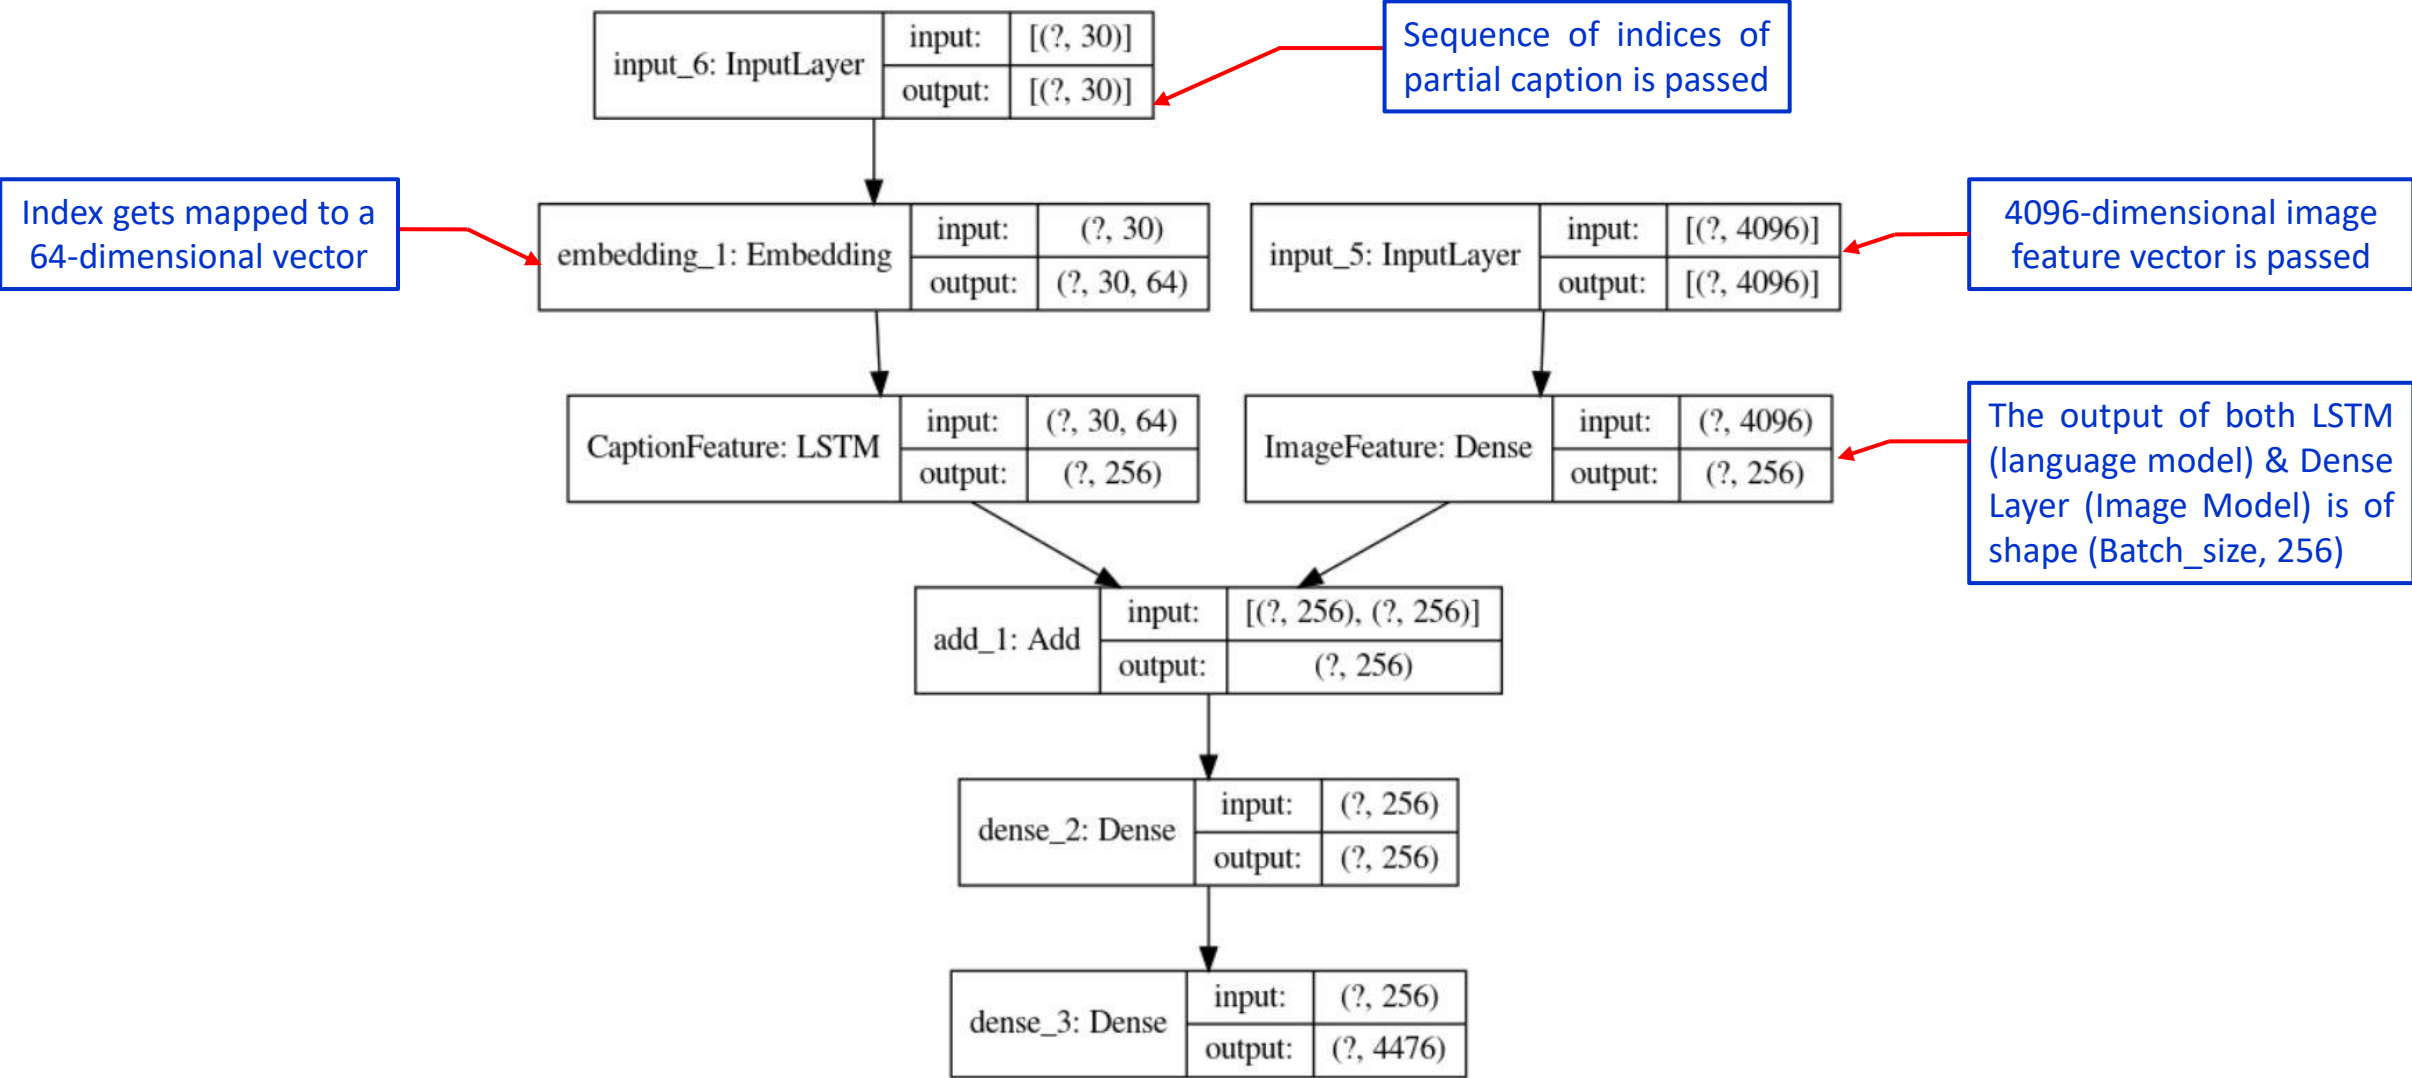 input_6: InputLayer
input: [(?, 30)]
output: [(?, 30)]
Sequence of indices of
partial caption is passed
Index gets mapped to a
64-dimensional vector
embedding_1: Embedding
input: (?, 30)
output: (?, 30, 64)
input_5: InputLayer
input: [(?, 4096)]
output: [(?, 4096)]
4096-dimensional image
feature vector is passed
CaptionFeature: LSTM
input: (?, 30, 64)
output: (?, 256)
ImageFeature: Dense
input: (?, 4096)
output: (?, 256)
The output of both LSTM
(language model) & Dense
Layer (Image Model) is of
shape (Batch_size, 256)
add_1: Add
input: [(?, 256), (?, 256)]
output: (?, 256)
dense_2: Dense
input: (?, 256)
output: (?, 256)
dense_3: Dense
input: (?, 256)
output: (?, 4476)